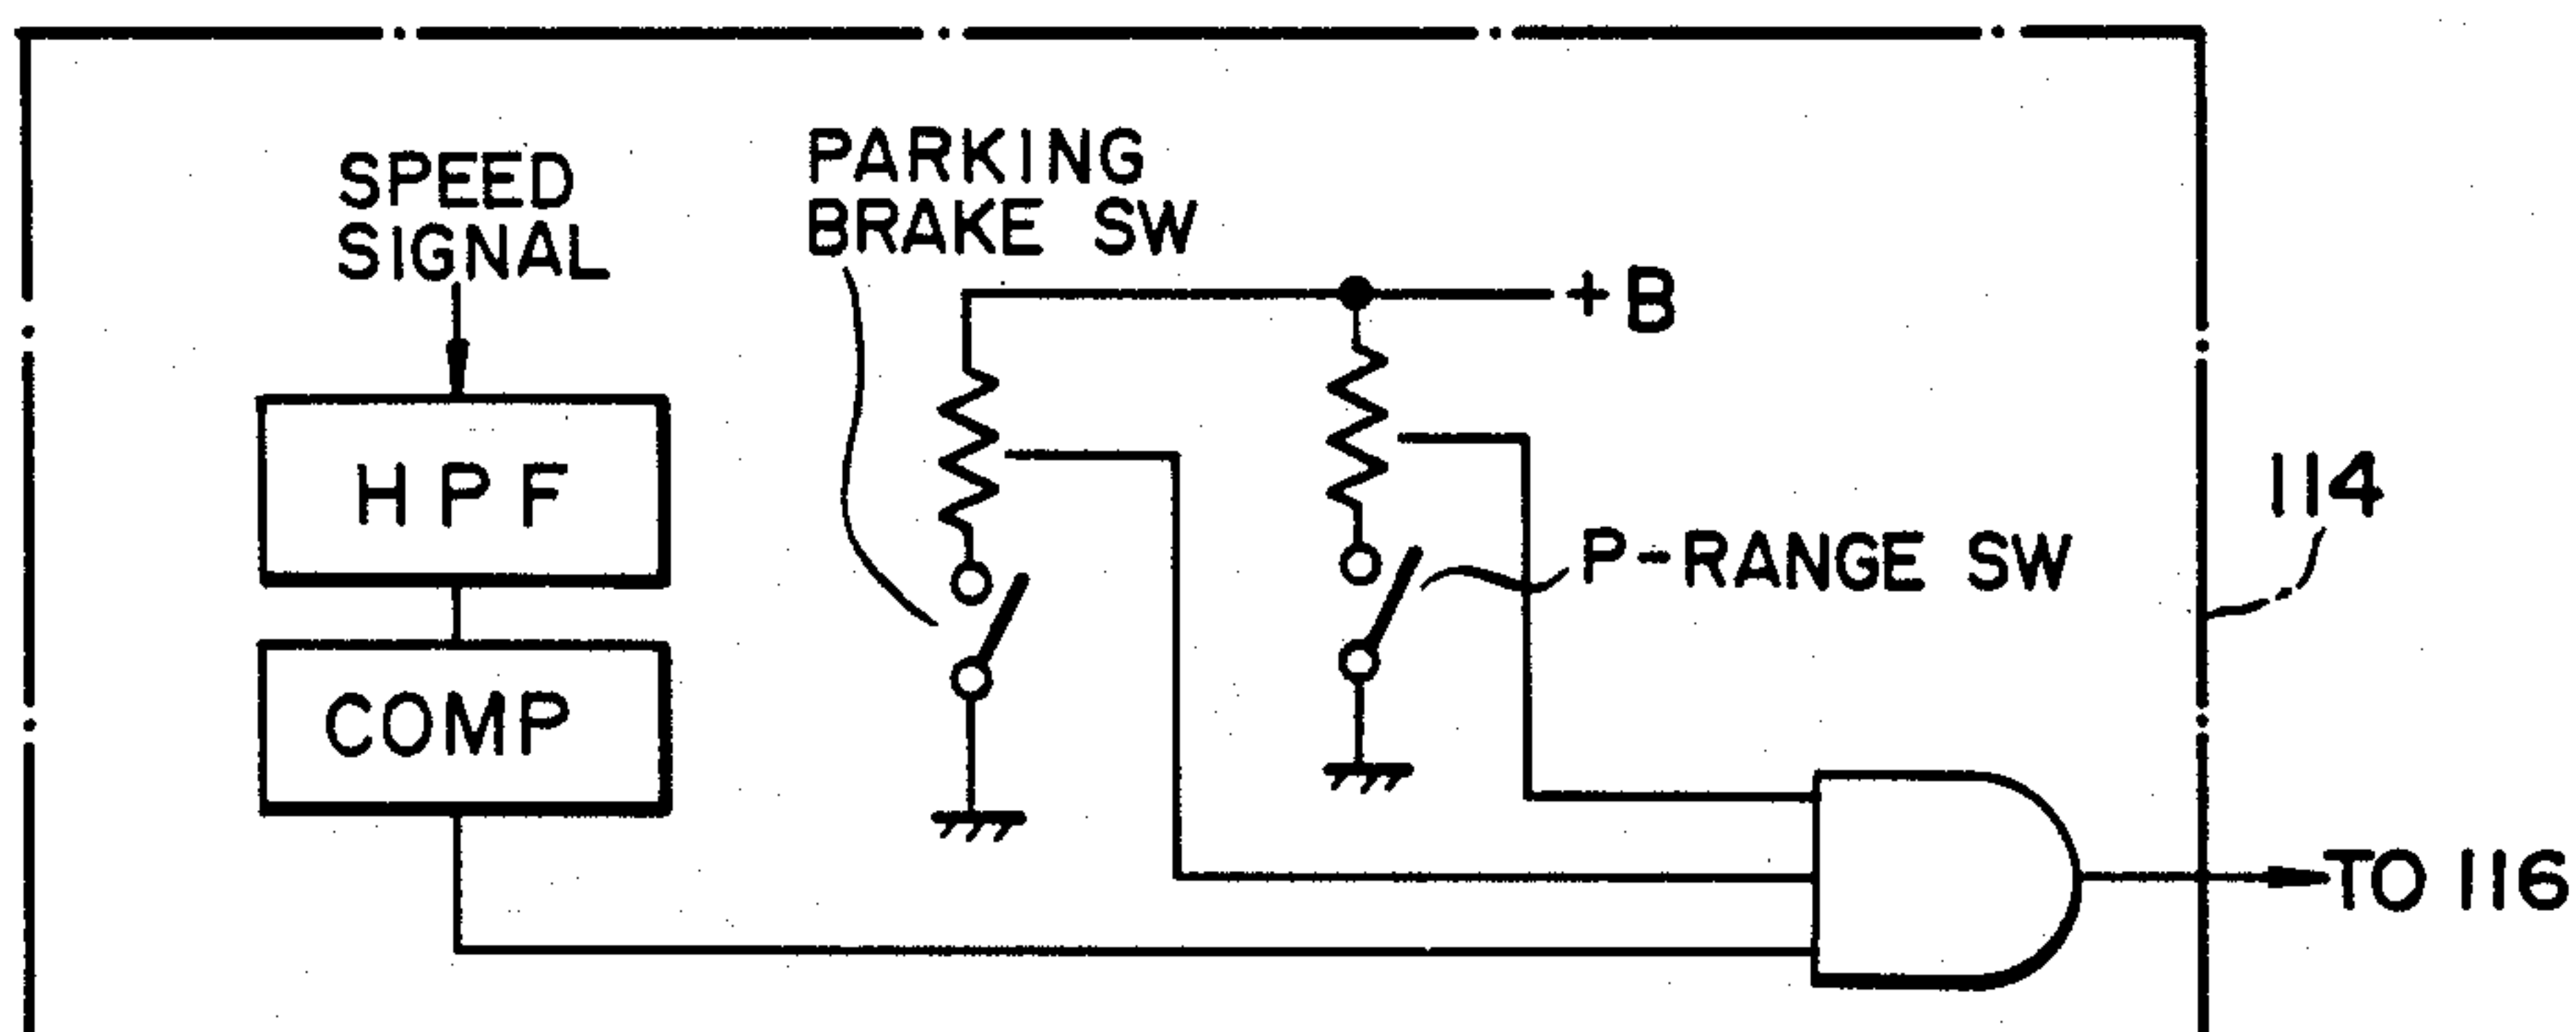 SPEED
SIGNAL
PARKING
BRAKE SW
+B
HPF
COMP
P-RANGE SW
114
TO 116